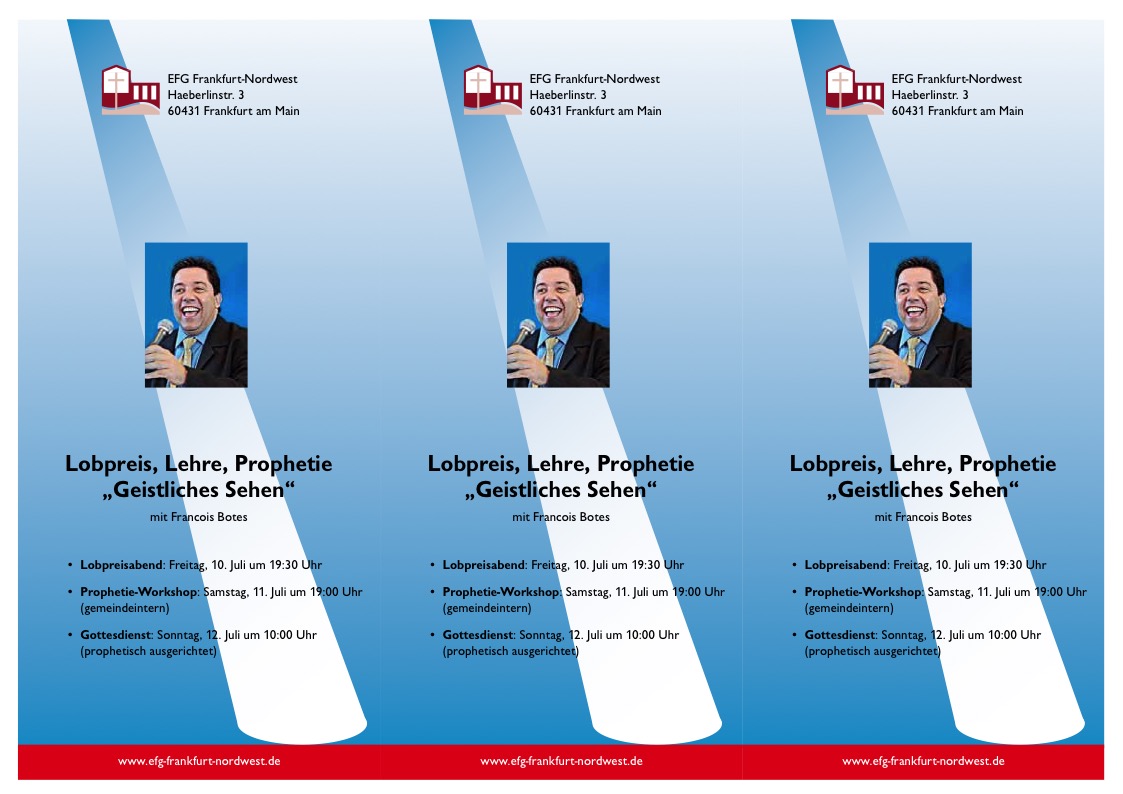 EFG Frankfurt-Nordwest
Haeberlinstr. 3
60431 Frankfurt am Main
Lobpreis, Lehre, Prophetie
„Geistliches Sehen“
mit Francois Botes
• Lobpreisabend: Freitag, 10. Juli um 19:30 Uhr
• Prophetie-Workshop: Samstag, 11. Juli um 19:00 Uhr
(gemeindeintern)
• Gottesdienst: Sonntag, 12. Juli um 10:00 Uhr
(prophetisch ausgerichtet)
www.efg-frankfurt-nordwest.de
EFG Frankfurt-Nordwest
Haeberlinstr. 3
60431 Frankfurt am Main
Lobpreis, Lehre, Prophetie
„Geistliches Sehen“
mit Francois Botes
• Lobpreisabend: Freitag, 10. Juli um 19:30 Uhr
• Prophetie-Workshop: Samstag, 11. Juli um 19:00 Uhr
(gemeindeintern)
• Gottesdienst: Sonntag, 12. Juli um 10:00 Uhr
(prophetisch ausgerichtet)
www.efg-frankfurt-nordwest.de
EFG Frankfurt-Nordwest
Haeberlinstr. 3
60431 Frankfurt am Main
Lobpreis, Lehre, Prophetie
„Geistliches Sehen“
mit Francois Botes
• Lobpreisabend: Freitag, 10. Juli um 19:30 Uhr
• Prophetie-Workshop: Samstag, 11. Juli um 19:00 Uhr
(gemeindeintern)
• Gottesdienst: Sonntag, 12. Juli um 10:00 Uhr
(prophetisch ausgerichtet)
www.efg-frankfurt-nordwest.de